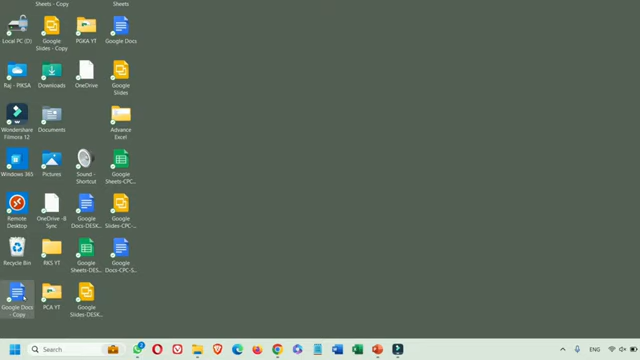 Sheets - Copy
Sheets
Local PC (D)
Google
Slides - Copy
PGKA YT
Google Docs
Raj - PIKSA
Downloads
OneDrive
Google
Slides
Wondershare
Filmora 12
Documents
Advance
Excel
Windows 365
Pictures
Sound -
Shortcut
Google
Sheets-CPC...
Remote
Desktop
OneDrive -B
Sync
Google
Docs-DESK...
Google
Slides-CPC-...
Recycle Bin
RKS YT
Google
Sheets-DES...
Google
Docs-CPC-S...
Google Docs
- Copy
PCA YT
Google
Slides-DESK...
Search
2
ENG